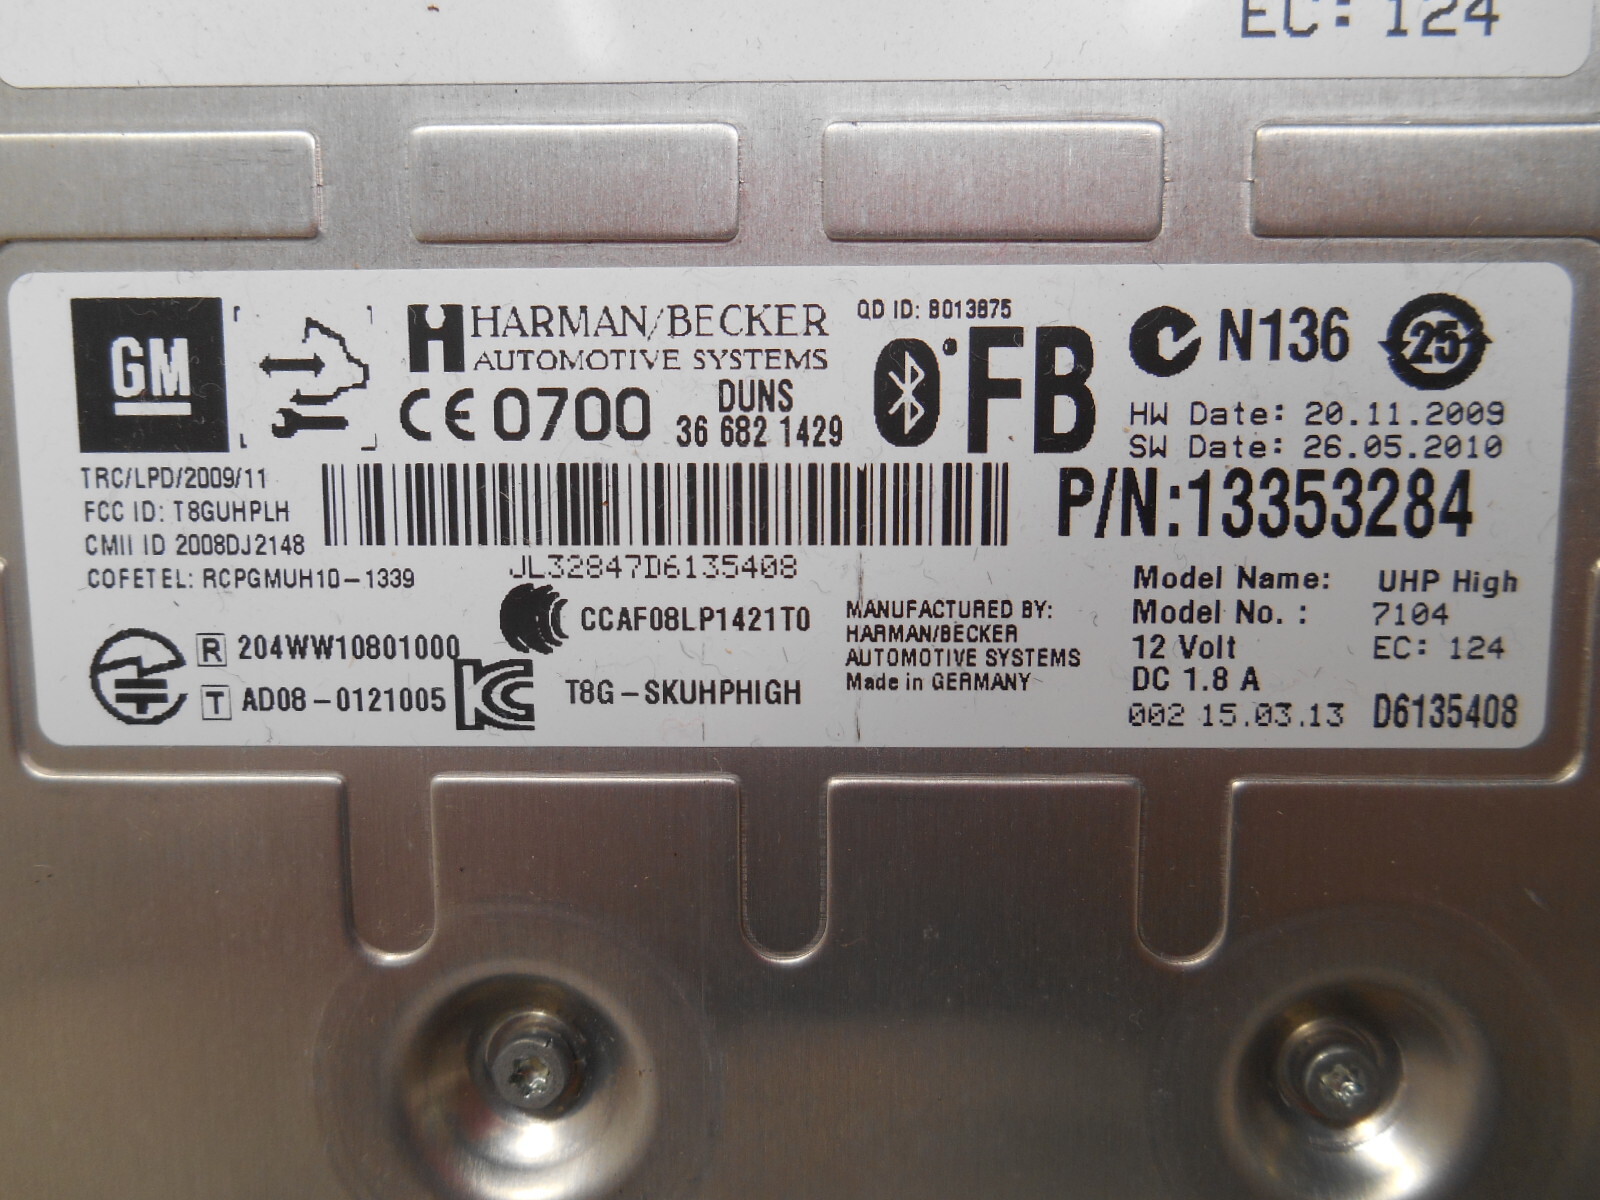 EC: 124
GM
HARMAN/BECKER
AUTOMOTIVE SYSTEMS
CE 0700
DUNS
36 682 1429
QD ID: B013875
FB
N136
25
HW Date: 20.11.2009
SW Date: 26.05.2010
P/N:13353284
TRC/LPD/2009/11
FCC ID: T8GUHPLH
CMII ID 2008DJ2148
COFETEL: RCPGMUH10-1339
JL32847D6135408
R 204WW10801000
T AD08-0121005
CCAF08LP1421T0
KC T8G-SKUHPHIGH
MANUFACTURED BY:
HARMAN/BECKER
AUTOMOTIVE SYSTEMS
Made in GERMANY
Model Name: UHP High
Model No. : 7104
12 Volt EC: 124
DC 1.8 A
002 15.03.13 D6135408